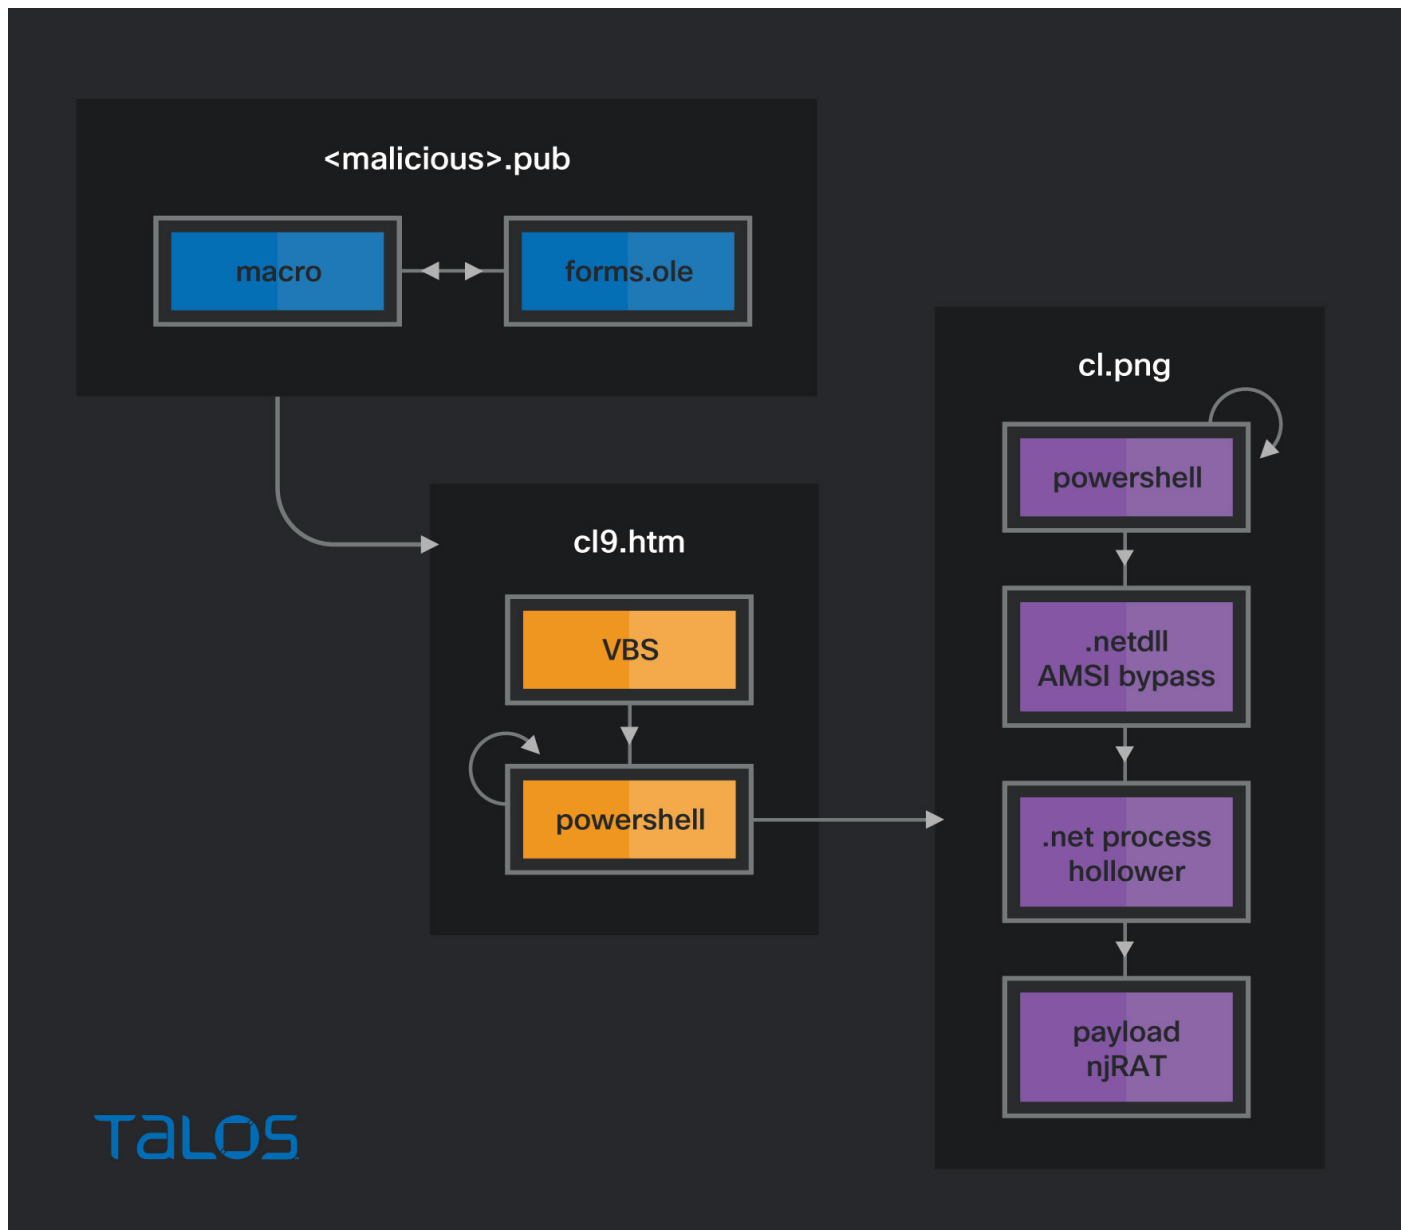 <malicious>.pub
macro
forms.ole
cl9.htm
VBS
powershell
cl.png
powershell
.netdll
AMSI bypass
.net process
hollower
payload
njRAT
TALOS